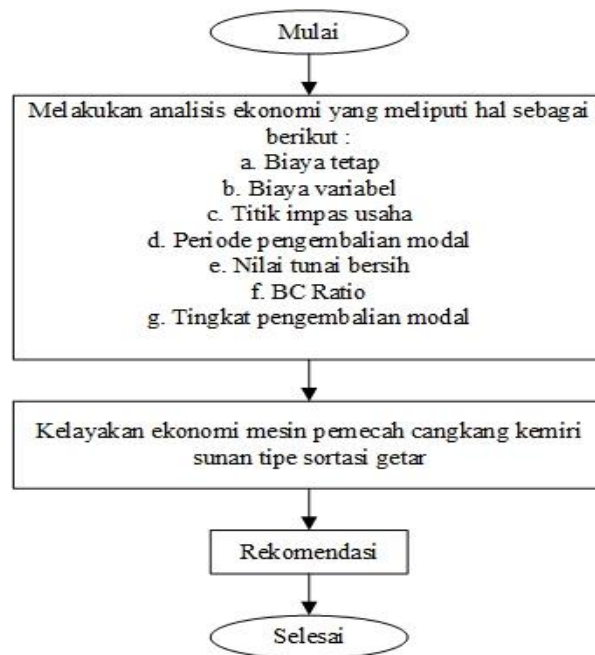 Mulai
Melakukan analisis ekonomi yang meliputi hal sebagai
berikut :
a. Biaya tetap
b. Biaya variabel
c. Titik impas usaha
d. Periode pengembalian modal
e. Nilai tunai bersih
f. BC Ratio
g. Tingkat pengembalian modal
Kelayakan ekonomi mesin pemecah cangkang kemiri
sunan tipe sortasi getar
Rekomendasi
Selesai